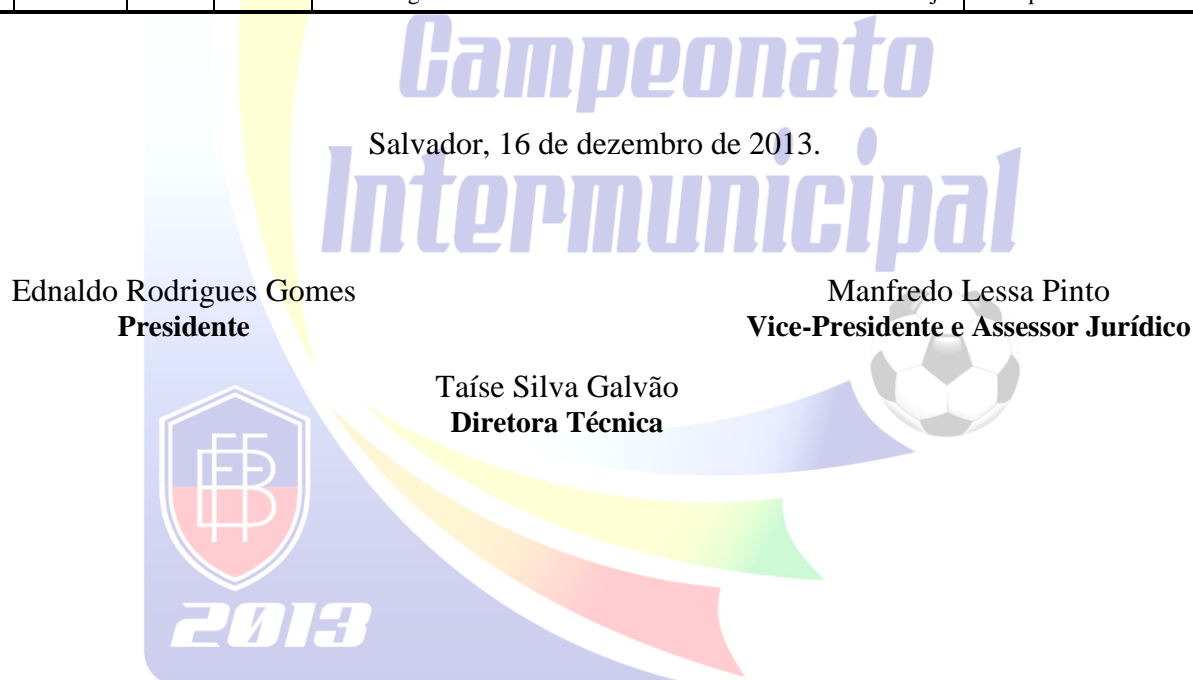 Campeonato
Salvador, 16 de dezembro de 2013.
Intermunicipal
Ednaldo Rodrigues Gomes
Presidente
Manfredo Lessa Pinto
Vice-Presidente e Assessor Jurídico
Taíse Silva Galvão
Diretora Técnica
FBF
2013